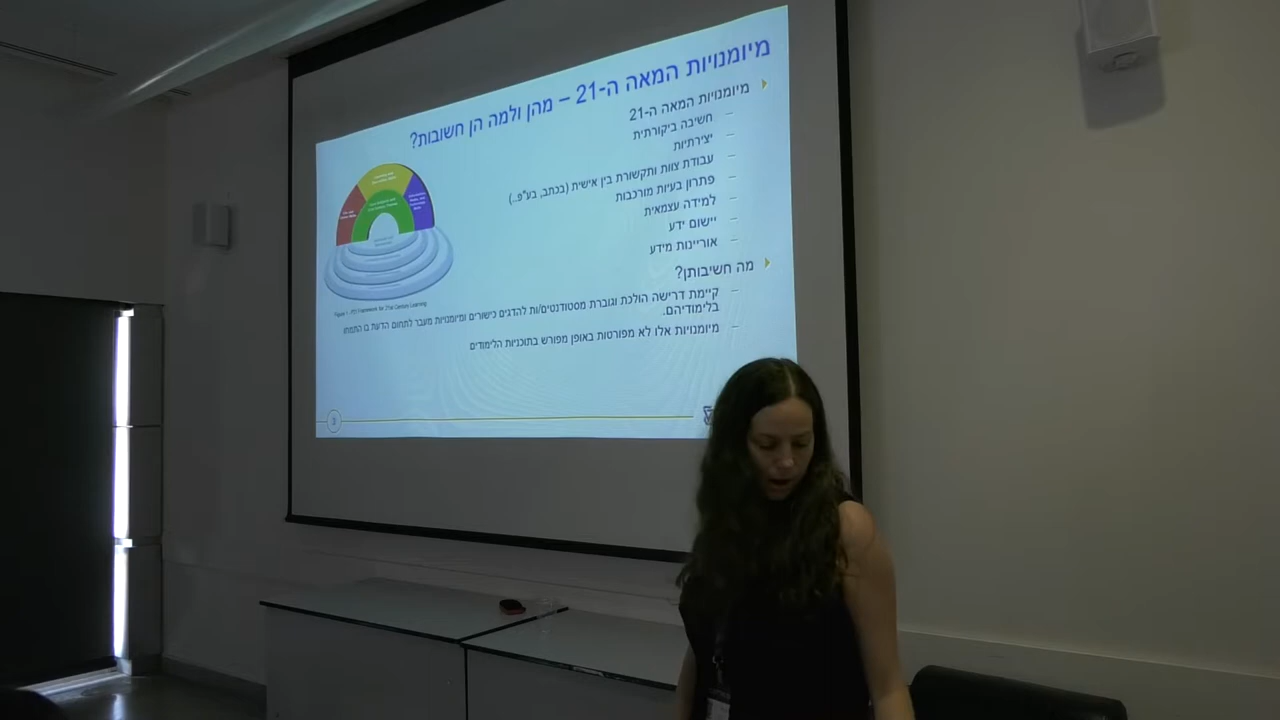 מיומנויות המאה ה-21 – מהן ולמה הן חשובות?
מיומנויות המאה ה-21
– חשיבה ביקורתית
– יצירתיות
– עבודת צוות ותקשורת בין אישית (בכתב, בע"פ..)
– פתרון בעיות מורכבות
– למידה עצמאית
– יישום ידע
– אוריינות מידע
מה חשיבותן?
– קיימת דרישה הולכת וגוברת מסטודנטים/ות להדגים כישורים ומיומנויות מעבר לתחום הדעת בו התמחו
בלימודיהם.
– מיומנויות אלו לא מפורטות באופן מפורש בתוכניות הלימודים
Framework for 21st Century Learning